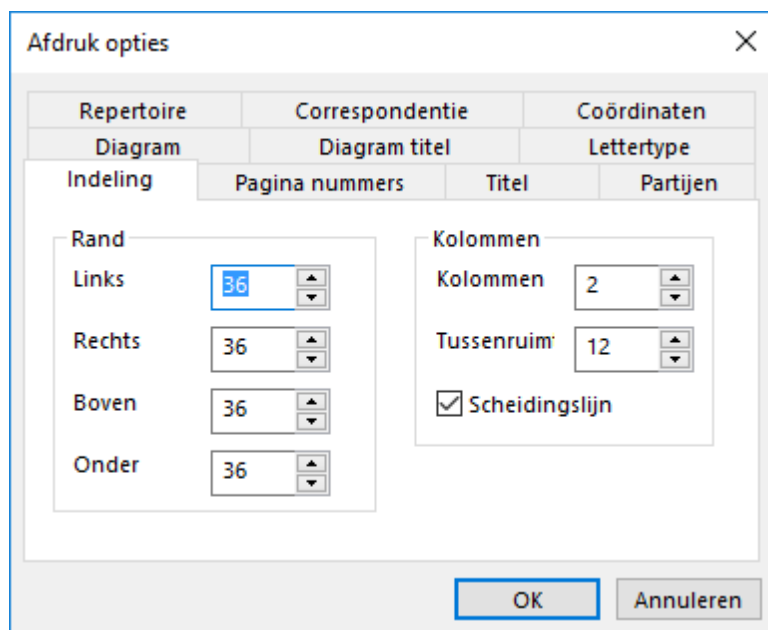 Afdruk opties
Repertoire Correspondentie Coördinaten
Diagram Diagram titel Lettertype
Indeling Pagina nummers Titel Partijen
Rand
Links 36
Rechts 36
Boven 36
Onder 36
Kolommen
Kolommen 2
Tussenruimt 12
Scheidingslijn
OK Annuleren